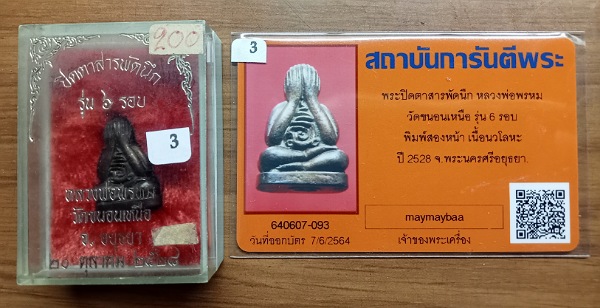 200
ปิดตาสารพัดนึก
รุ่น ๖ รอบ
3
หลวงพ่อพรหม
วัดขนอนเหนือ
จ. อยุธยา
๒๕๒๘
3
สถาบันการันตีพระ
พระปิดตาสารพัดนึก หลวงพ่อพรหม
วัดขนอนเหนือ รุ่น 6 รอบ
พิมพ์สองหน้า เนื้อนวโลหะ
ปี 2528 จ.พระนครศรีอยุธยา.
640607-093
วันที่ออกบัตร 7/6/2564
maymaybaa
เจ้าของพระเครื่อง